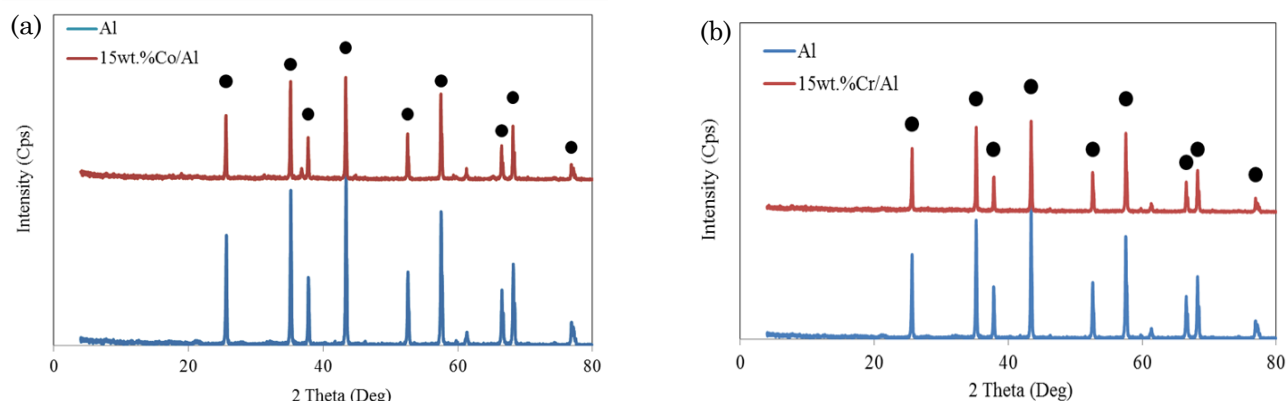 (a)
Al
15wt.%Co/Al
Intensity (Cps)
0 20 40 60 80
2 Theta (Deg)
(b)
Al
15wt.%Cr/Al
Intensity (Cps)
0 20 40 60 80
2 Theta (Deg)